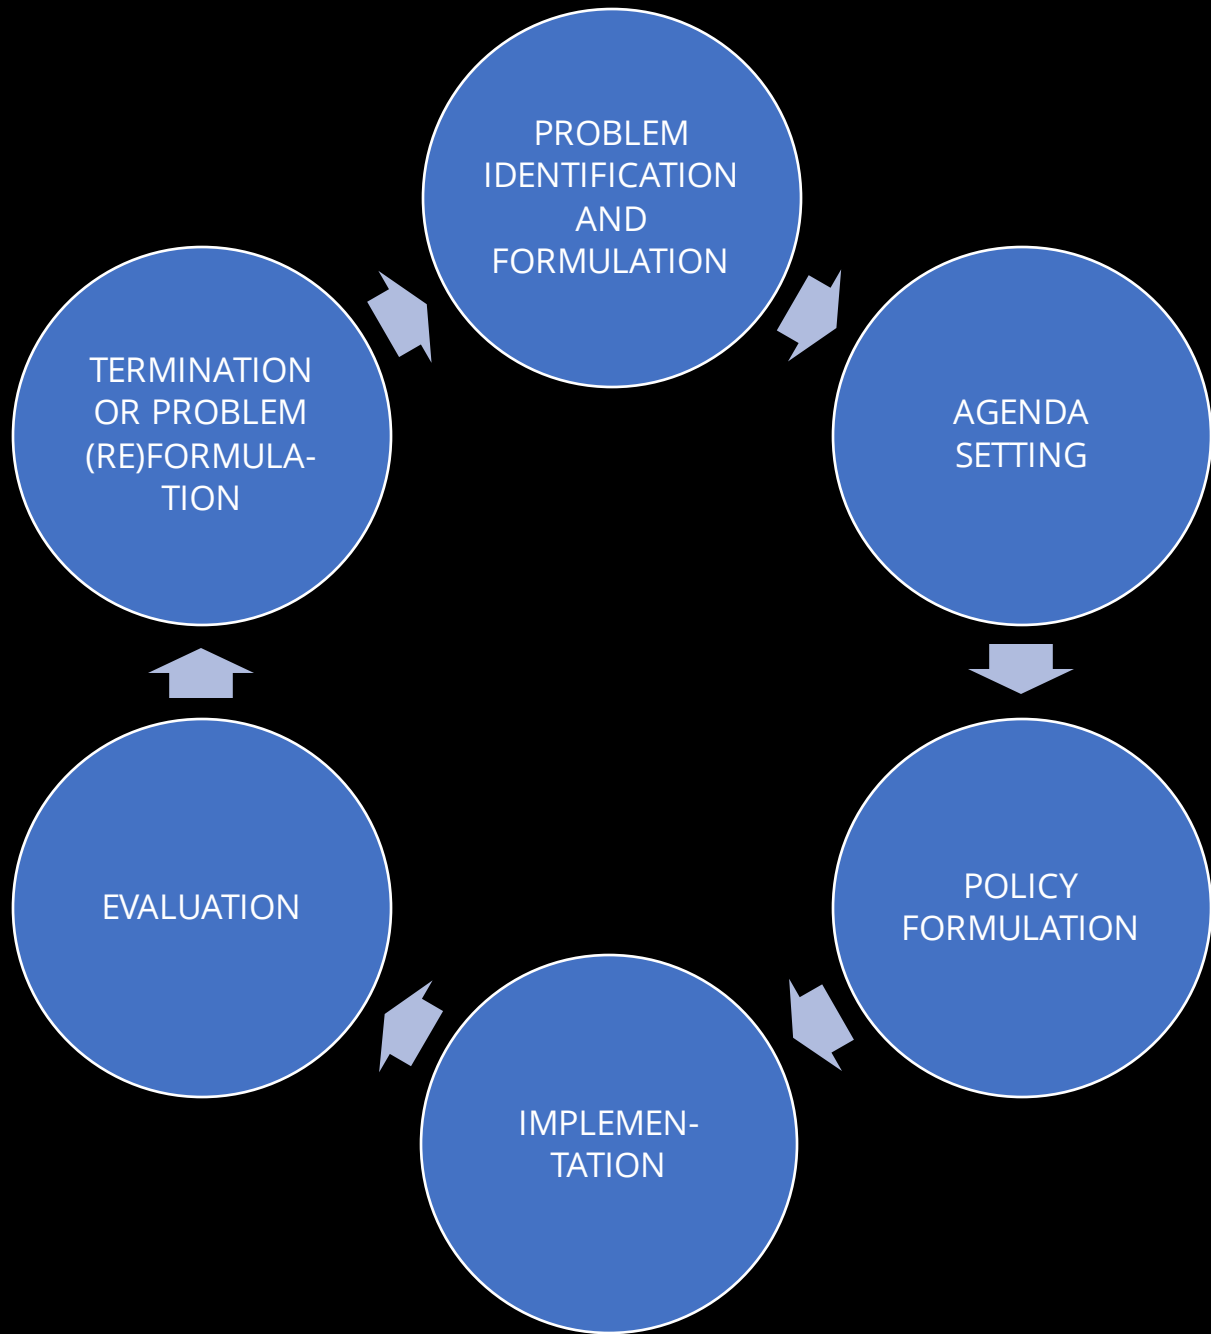 PROBLEM
IDENTIFICATION
AND
FORMULATION
AGENDA
SETTING
POLICY
FORMULATION
IMPLEMEN-
TATION
EVALUATION
TERMINATION
OR PROBLEM
(RE)FORMULA-
TION